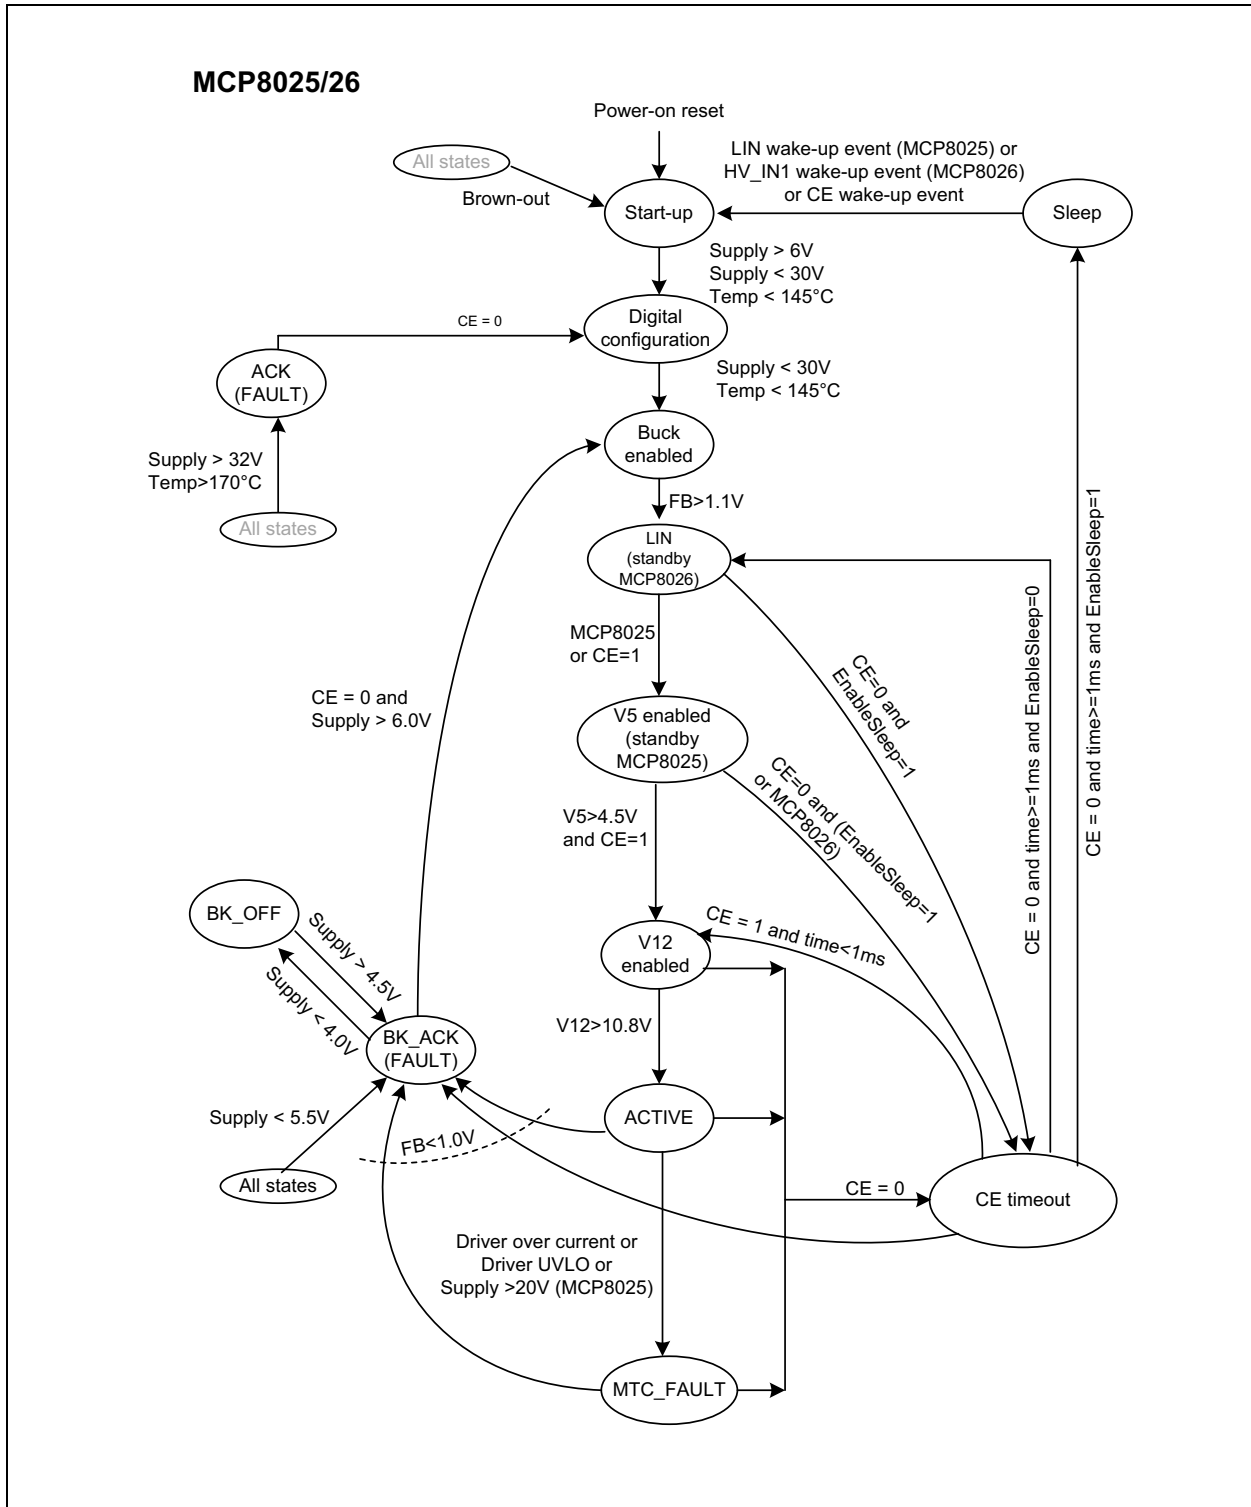 MCP8025/26
Power-on reset
All states
Brown-out
LIN wake-up event (MCP8025) or
HV_IN1 wake-up event (MCP8026)
or CE wake-up event
Start-up
Sleep
Supply > 6V
Supply < 30V
Temp < 145°C
Digital
configuration
CE = 0
ACK
(FAULT)
Supply < 30V
Temp < 145°C
Buck
enabled
Supply > 32V
Temp>170°C
All states
FB>1.1V
LIN
(standby
MCP8026)
MCP8025
or CE=1
CE=0 and
EnableSleep=1
CE = 0 and time>=1ms and EnableSleep=0
CE = 0 and time>=1ms and EnableSleep=1
CE = 0 and
Supply > 6.0V
V5 enabled
(standby
MCP8025)
CE=0 and (EnableSleep=1
or MCP8026)
V5>4.5V
and CE=1
BK_OFF
Supply > 4.5V
Supply < 4.0V
CE = 1 and time<1ms
V12
enabled
V12>10.8V
BK_ACK
(FAULT)
Supply < 5.5V
FB<1.0V
ACTIVE
All states
CE = 0
CE timeout
Driver over current or
Driver UVLO or
Supply >20V (MCP8025)
MTC_FAULT